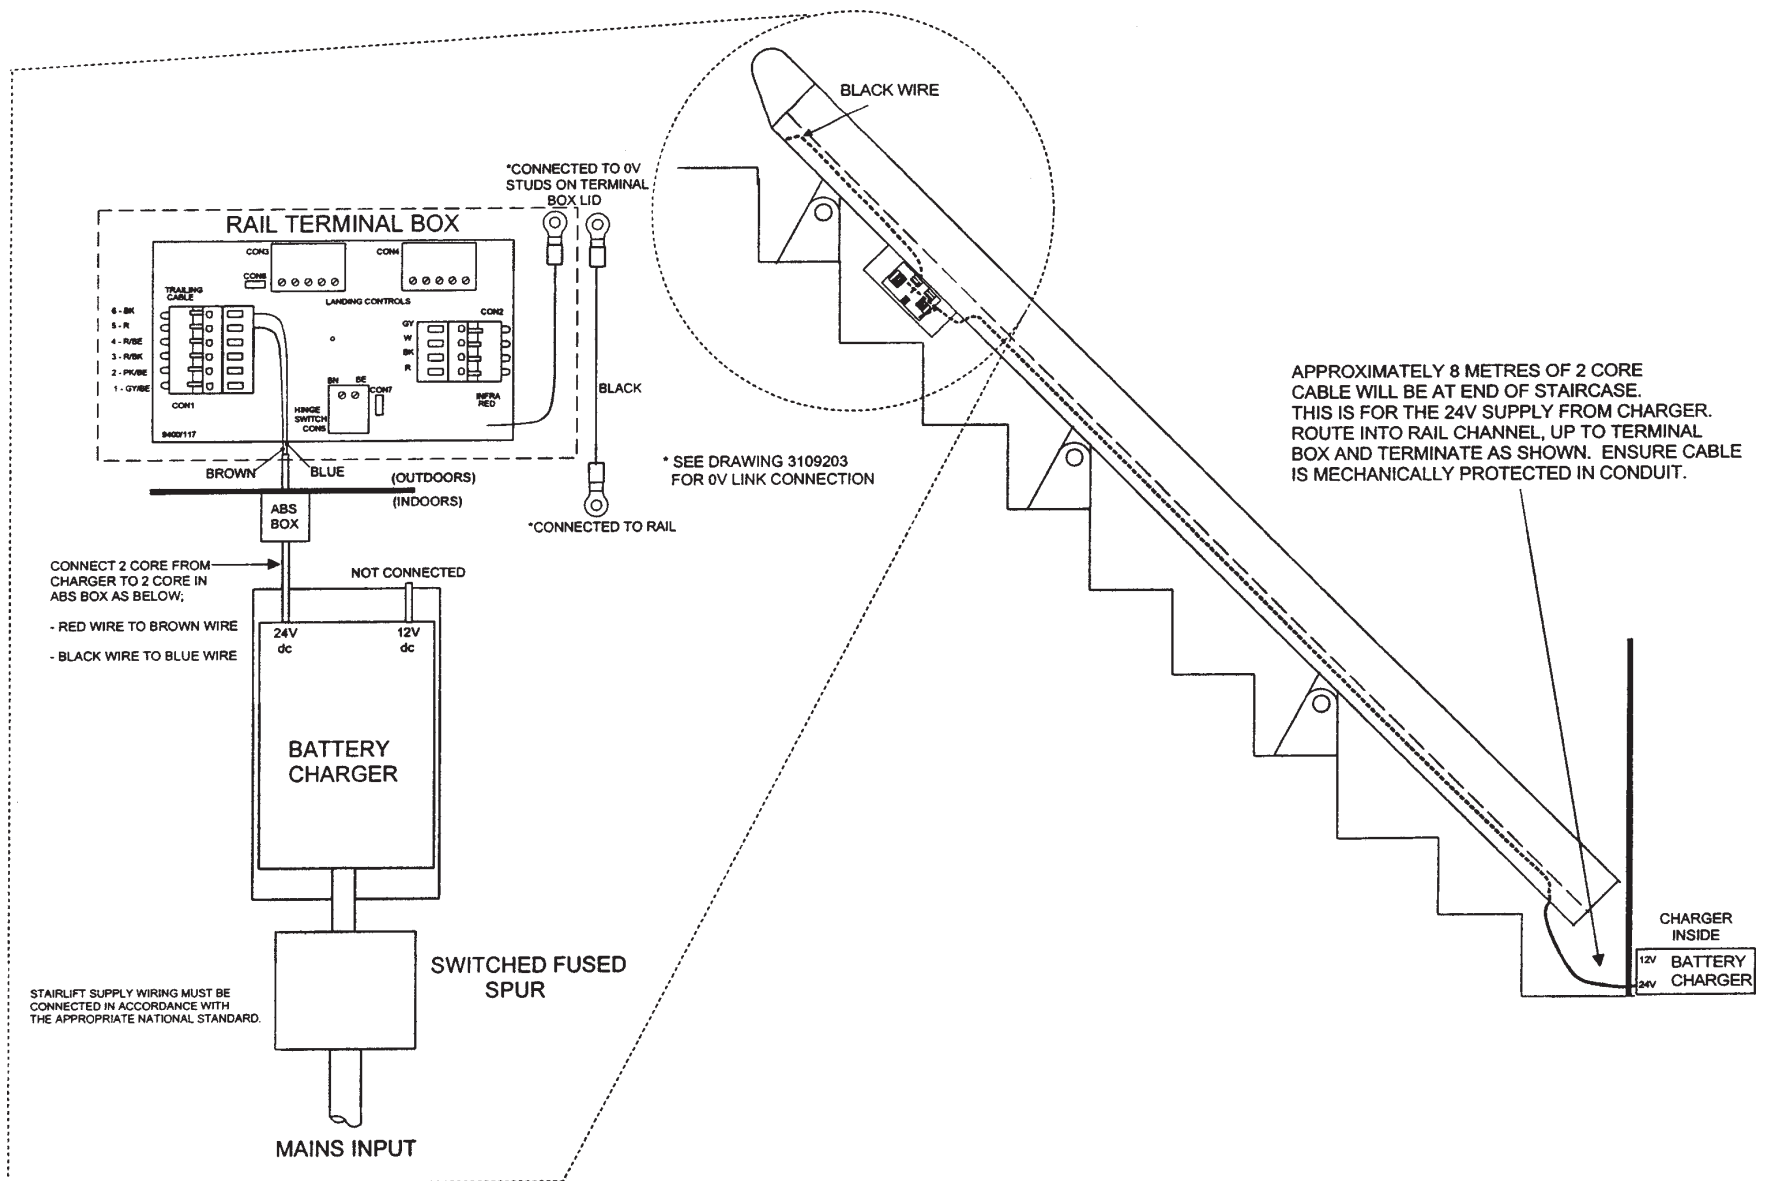 BLACK WIRE
*CONNECTED TO 0V
STUDS ON TERMINAL
BOX LID
RAIL TERMINAL BOX
CON3
CON4
CON6
TRAILING
CABLE
LANDING CONTROLS
CON2
6 - BK
5 - R
4 - R/BE
3 - R/BK
2 - PK/BE
1 - GY/BE
GY
W
BK
R
BN
BE
CON7
CON1
HINGE
SWITCH
CON5
INFRA
RED
9400/117
BLACK
BROWN
BLUE
(OUTDOORS)
(INDOORS)
* SEE DRAWING 3109203
FOR 0V LINK CONNECTION
ABS
BOX
*CONNECTED TO RAIL
APPROXIMATELY 8 METRES OF 2 CORE
CABLE WILL BE AT END OF STAIRCASE.
THIS IS FOR THE 24V SUPPLY FROM CHARGER.
ROUTE INTO RAIL CHANNEL, UP TO TERMINAL
BOX AND TERMINATE AS SHOWN. ENSURE CABLE
IS MECHANICALLY PROTECTED IN CONDUIT.
CONNECT 2 CORE FROM
CHARGER TO 2 CORE IN
ABS BOX AS BELOW;
- RED WIRE TO BROWN WIRE
- BLACK WIRE TO BLUE WIRE
NOT CONNECTED
24V
dc
12V
dc
BATTERY
CHARGER
SWITCHED FUSED
SPUR
STAIRLIFT SUPPLY WIRING MUST BE
CONNECTED IN ACCORDANCE WITH
THE APPROPRIATE NATIONAL STANDARD.
MAINS INPUT
CHARGER
INSIDE
12V
24V
BATTERY
CHARGER